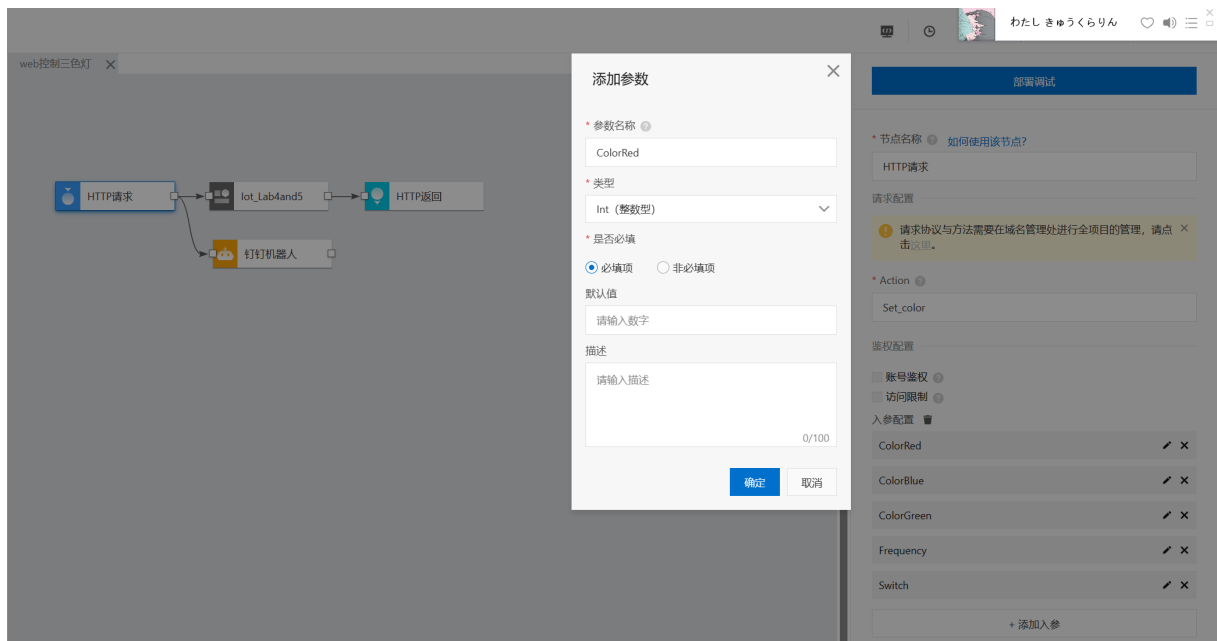 わたし きゅうくらりん
web控制三色灯
HTTP请求
Iot_Lab4and5
HTTP返回
钉钉机器人
添加参数
* 参数名称
ColorRed
* 类型
Int（整数型）
* 是否必填
必填项 非必填项
默认值
请输入数字
描述
请输入描述
0/100
确定 取消
部署调试
* 节点名称 如何使用该节点?
HTTP请求
请求配置
请求协议与方法需要在域名管理处进行全项目的管理，请点
击这里。
* Action
Set_color
鉴权配置
账号鉴权
访问限制
入参配置
ColorRed
ColorBlue
ColorGreen
Frequency
Switch
+ 添加入参